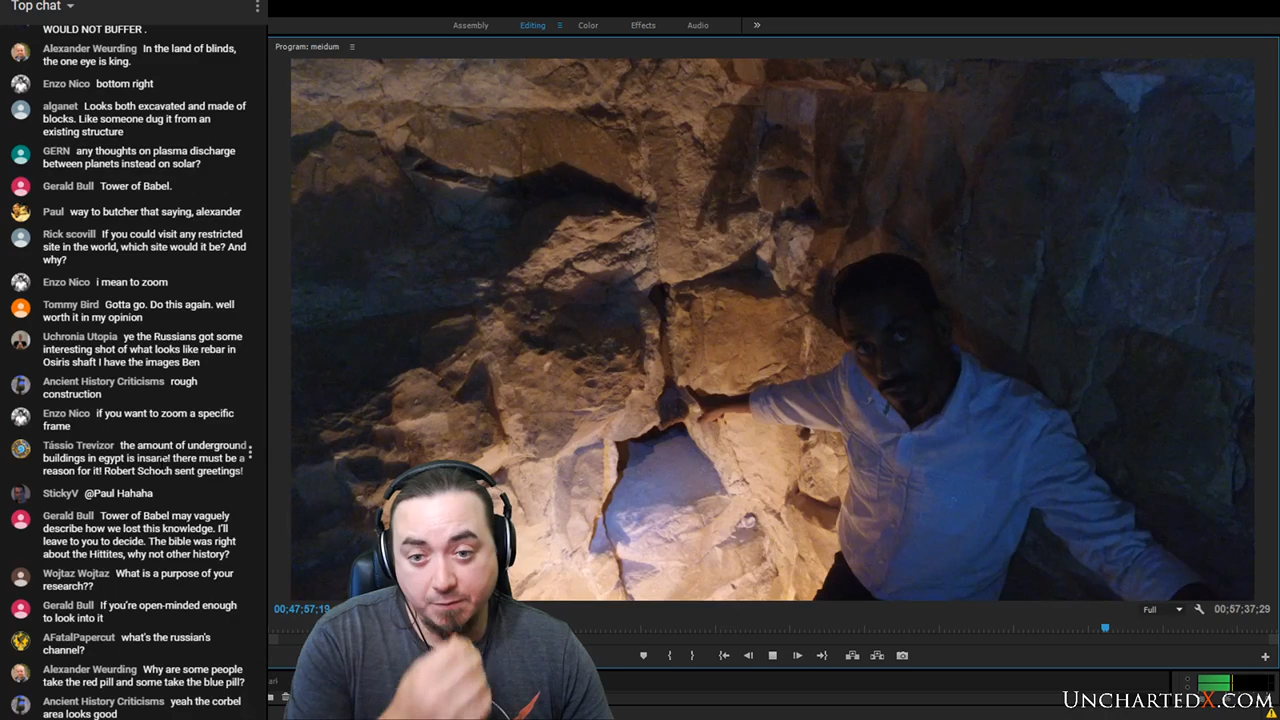 Top chat
WOULD NOT BUFFER .
Alexander Weurding In the land of blinds,
the one eye is king.
Enzo Nico bottom right
alganet Looks both excavated and made of
blocks. Like someone dug it from an
existing structure
GERN any thoughts on plasma discharge
between planets instead on solar?
Gerald Bull Tower of Babel.
Paul way to butcher that saying, alexander
Rick scovill If you could visit any restricted
site in the world, which site would it be? And
why?
Enzo Nico i mean to zoom
Tommy Bird Gotta go. Do this again. well
worth it in my opinion
Uchronia Utopia ye the Russians got some
interesting shot of what looks like rebar in
Osiris shaft I have the images Ben
Ancient History Criticisms rough
construction
Enzo Nico if you want to zoom a specific
frame
Tássio Trevizor the amount of underground
buildings in egypt is insane! there must be a
reason for it! Robert Schoch sent greetings!
StickyV @Paul Hahaha
Gerald Bull Tower of Babel may vaguely
describe how we lost this knowledge. I'll
leave to you to decide. The bible was right
about the Hittites, why not other history?
Wojtaz Wojtaz What is a purpose of your
research??
Gerald Bull If you're open-minded enough
to look into it
AFatalPapercut what's the russian's
channel?
Alexander Weurding Why are some people
take the red pill and some take the blue pill?
Ancient History Criticisms yeah the corbel
area looks good
Assembly Editing Color Effects Audio
Program: meidum
00;47;57;19 Full 00;57;37;29
UNCHARTEDX.COM